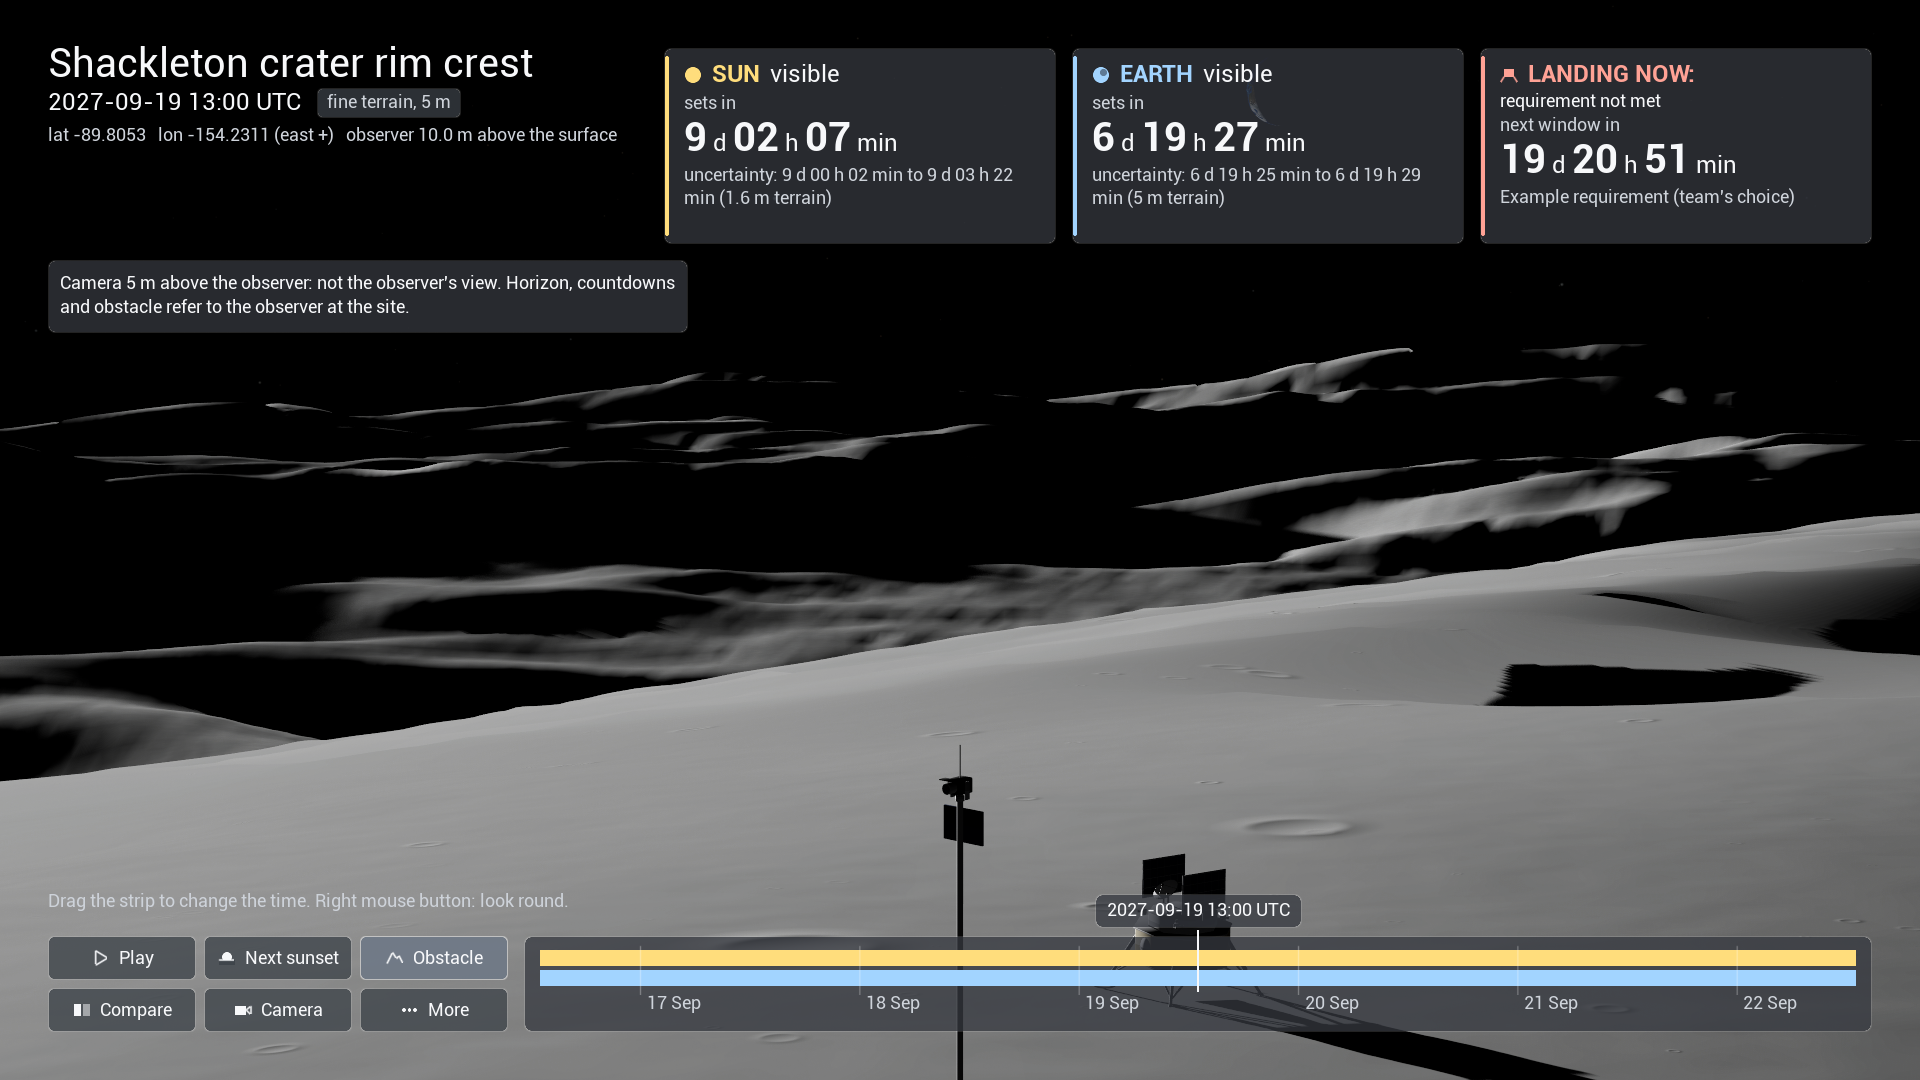 Shackleton crater rim crest
2027-09-19 13:00 UTC fine terrain, 5 m
lat -89.8053 lon -154.2311 (east +) observer 10.0 m above the surface
SUN visible
sets in
9 d 02 h 07 min
uncertainty: 9 d 00 h 02 min to 9 d 03 h 22
min (1.6 m terrain)
EARTH visible
sets in
6 d 19 h 27 min
uncertainty: 6 d 19 h 25 min to 6 d 19 h 29
min (5 m terrain)
LANDING NOW:
requirement not met
next window in
19 d 20 h 51 min
Example requirement (team's choice)
Camera 5 m above the observer: not the observer's view. Horizon, countdowns
and obstacle refer to the observer at the site.
Drag the strip to change the time. Right mouse button: look round.
2027-09-19 13:00 UTC
Play Next sunset Obstacle
Compare Camera More
17 Sep 18 Sep 19 Sep 20 Sep 21 Sep 22 Sep